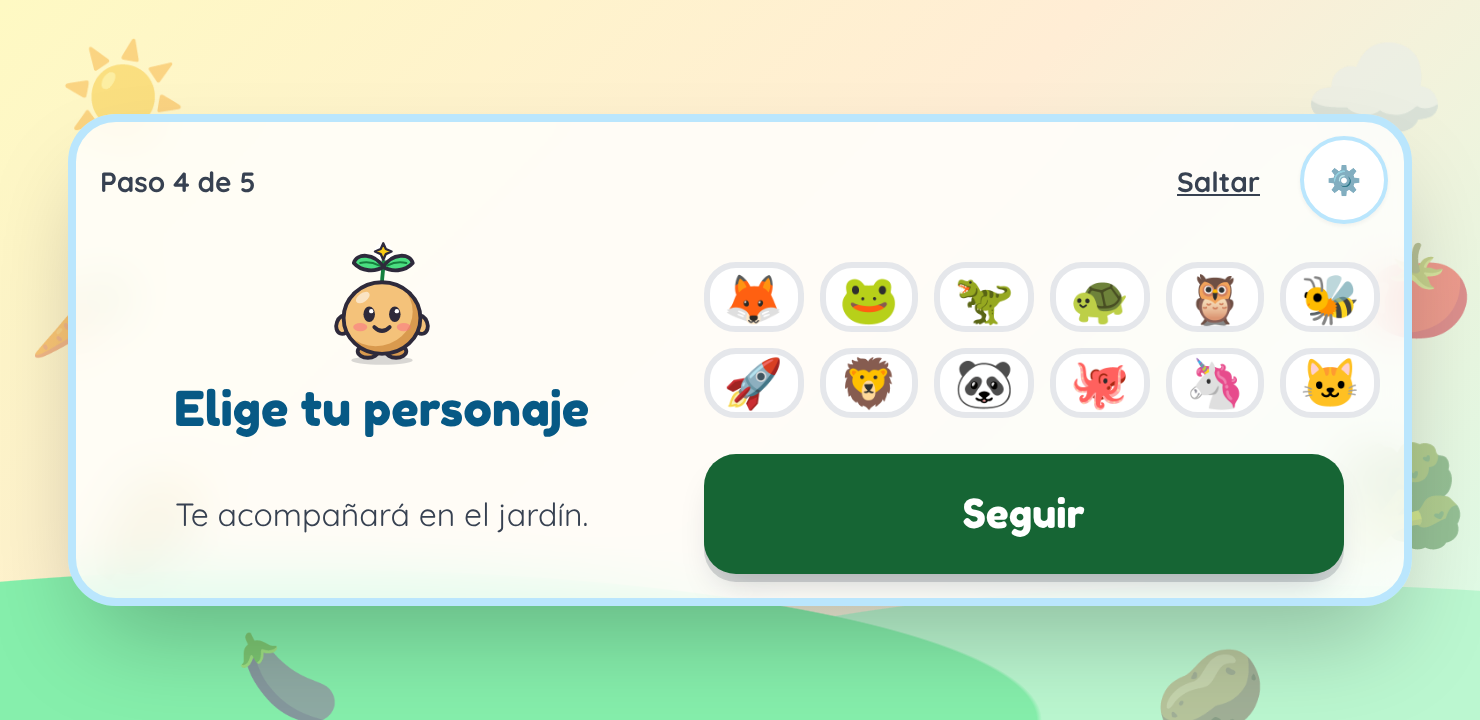 Paso 4 de 5
Saltar
Elige tu personaje
Te acompañará en el jardín.
Seguir